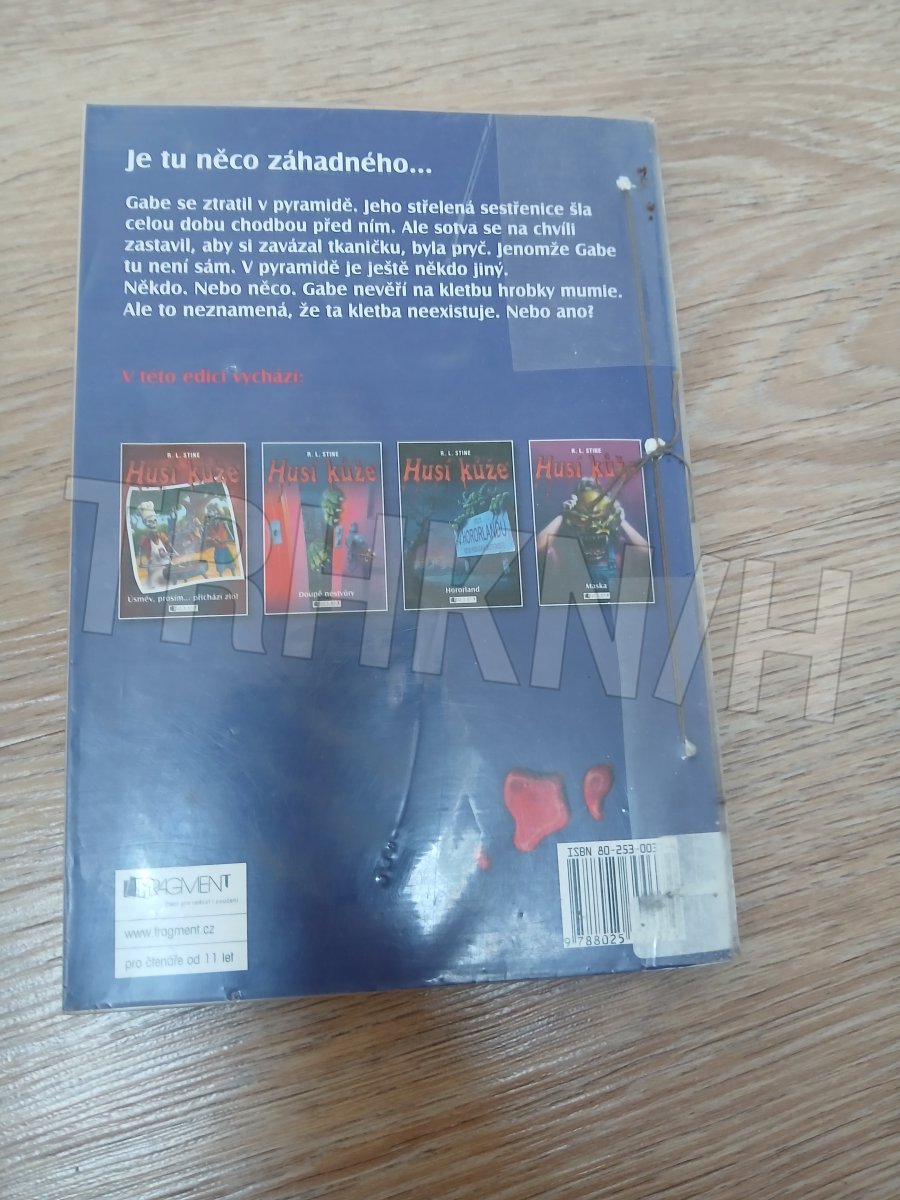 Je tu něco záhadného...
Gabe se ztratil v pyramidě. Jeho střelená sestřenice šla
celou dobu chodbou před ním. Ale sotva se na chvíli
zastavil, aby si zavázal tkaničku, byla pryč. Jenomže Gabe
tu není sám. V pyramidě je ještě někdo jiný.
Někdo. Nebo něco. Gabe nevěří na kletbu hrobky mumie.
Ale to neznamená, že ta kletba neexistuje. Nebo ano?
V této edici vychází:
R. L. STINE
Husí kůže
Úsměv, prosím... přichází zlo!
R. L. STINE
Husí kůže
Doupě nestvůry
R. L. STINE
Husí kůže
HORORLANDU
Hororland
R. L. STINE
Husí kůže
Maska
TRHKNIH
ISBN 80-253-003
9 788025
FRAGMENT
www.fragment.cz
pro čtenáře od 11 let